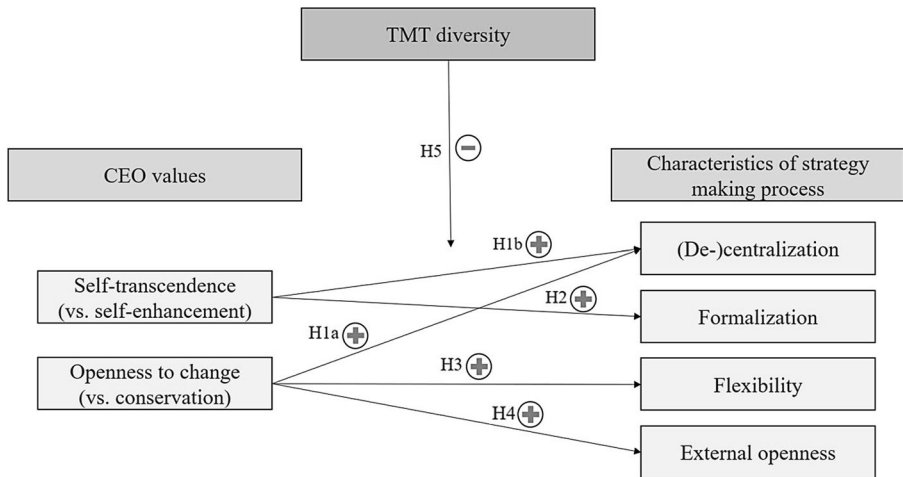 TMT diversity
H5
CEO values
Characteristics of strategy
making process
H1b
(De-)centralization
Self-transcendence
(vs. self-enhancement)
H2
Formalization
H1a
Openness to change
(vs. conservation)
H3
Flexibility
H4
External openness